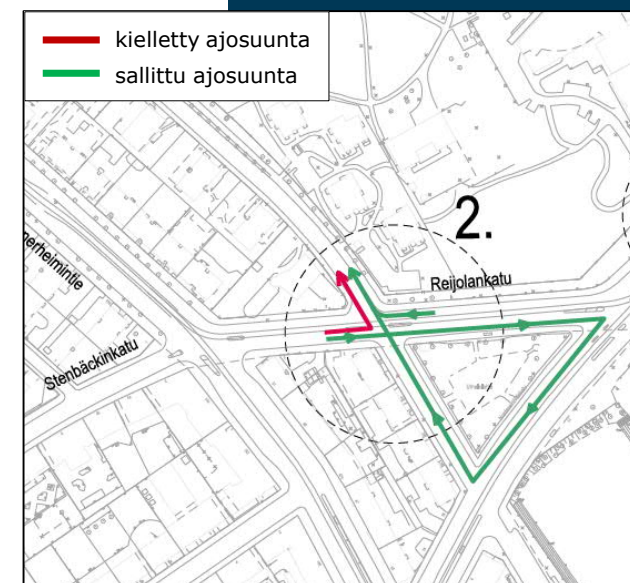 kielletty ajosuunta
sallittu ajosuunta
2.
Reijolankatu
nerheimintie
Stenbäckinkatu